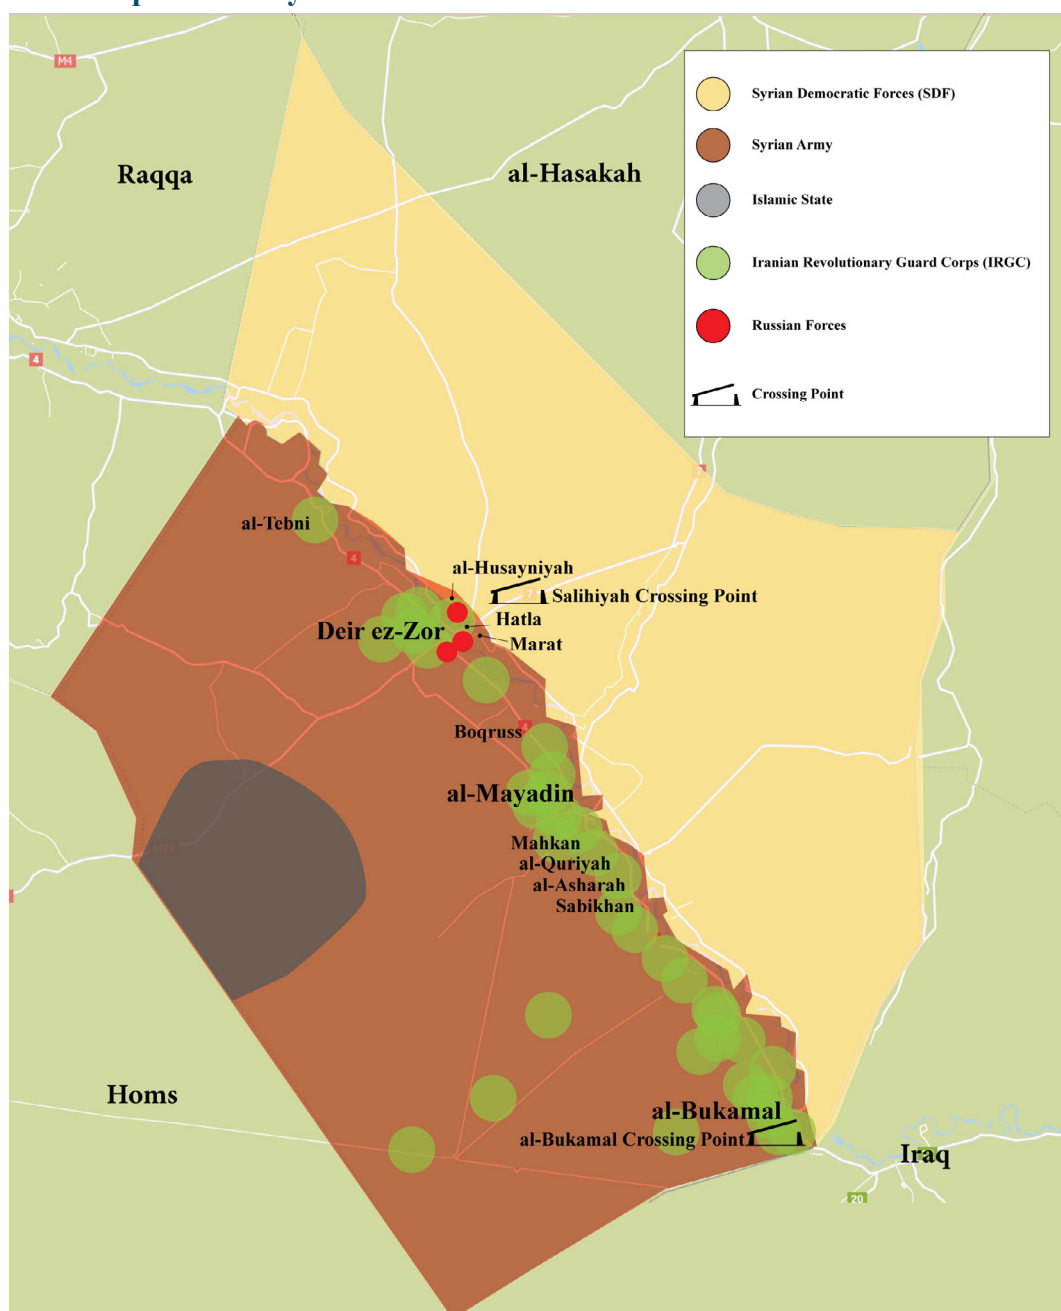 M4
Syrian Democratic Forces (SDF)
Syrian Army
Islamic State
Iranian Revolutionary Guard Corps (IRGC)
Russian Forces
Crossing Point
Raqqa
al-Hasakah
4
7
al-Tebni
4
al-Husayniyah
7
Salihiyah Crossing Point
Hatla
Deir ez-Zor
Marat
4
Boqruss
al-Mayadin
Mahkan
M20
al-Quriyah
al-Asharah
Sabikhan
Homs
al-Bukamal
al-Bukamal Crossing Point
Iraq
20